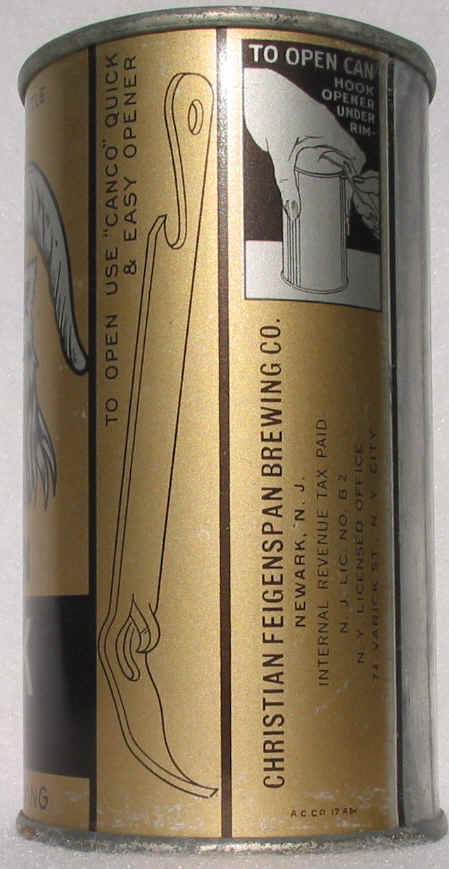 TO OPEN USE "CANCO" QUICK
& EASY OPENER
TO OPEN CAN
HOOK
OPENER
UNDER
RIM-
CHRISTIAN FEIGENSPAN BREWING CO.
NEWARK, N. J.
INTERNAL REVENUE TAX PAID
N. J. LIC. NO. B2
N. Y. LICENSED OFFICE
74 VARICK ST. N. Y. CITY
A.C.CO. 17 A
NG